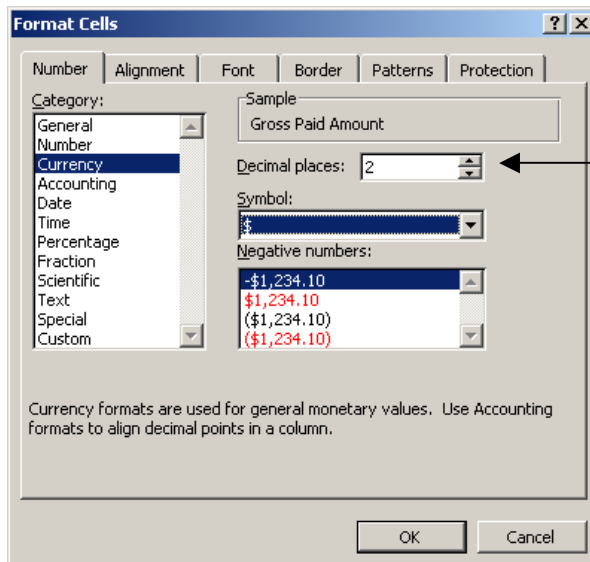 Format Cells
Number Alignment Font Border Patterns Protection
Category:
General
Number
Currency
Accounting
Date
Time
Percentage
Fraction
Scientific
Text
Special
Custom
Sample
Gross Paid Amount
Decimal places: 2
Symbol:
$
Negative numbers:
-$1,234.10
$1,234.10
($1,234.10)
($1,234.10)
Currency formats are used for general monetary values. Use Accounting
formats to align decimal points in a column.
OK Cancel